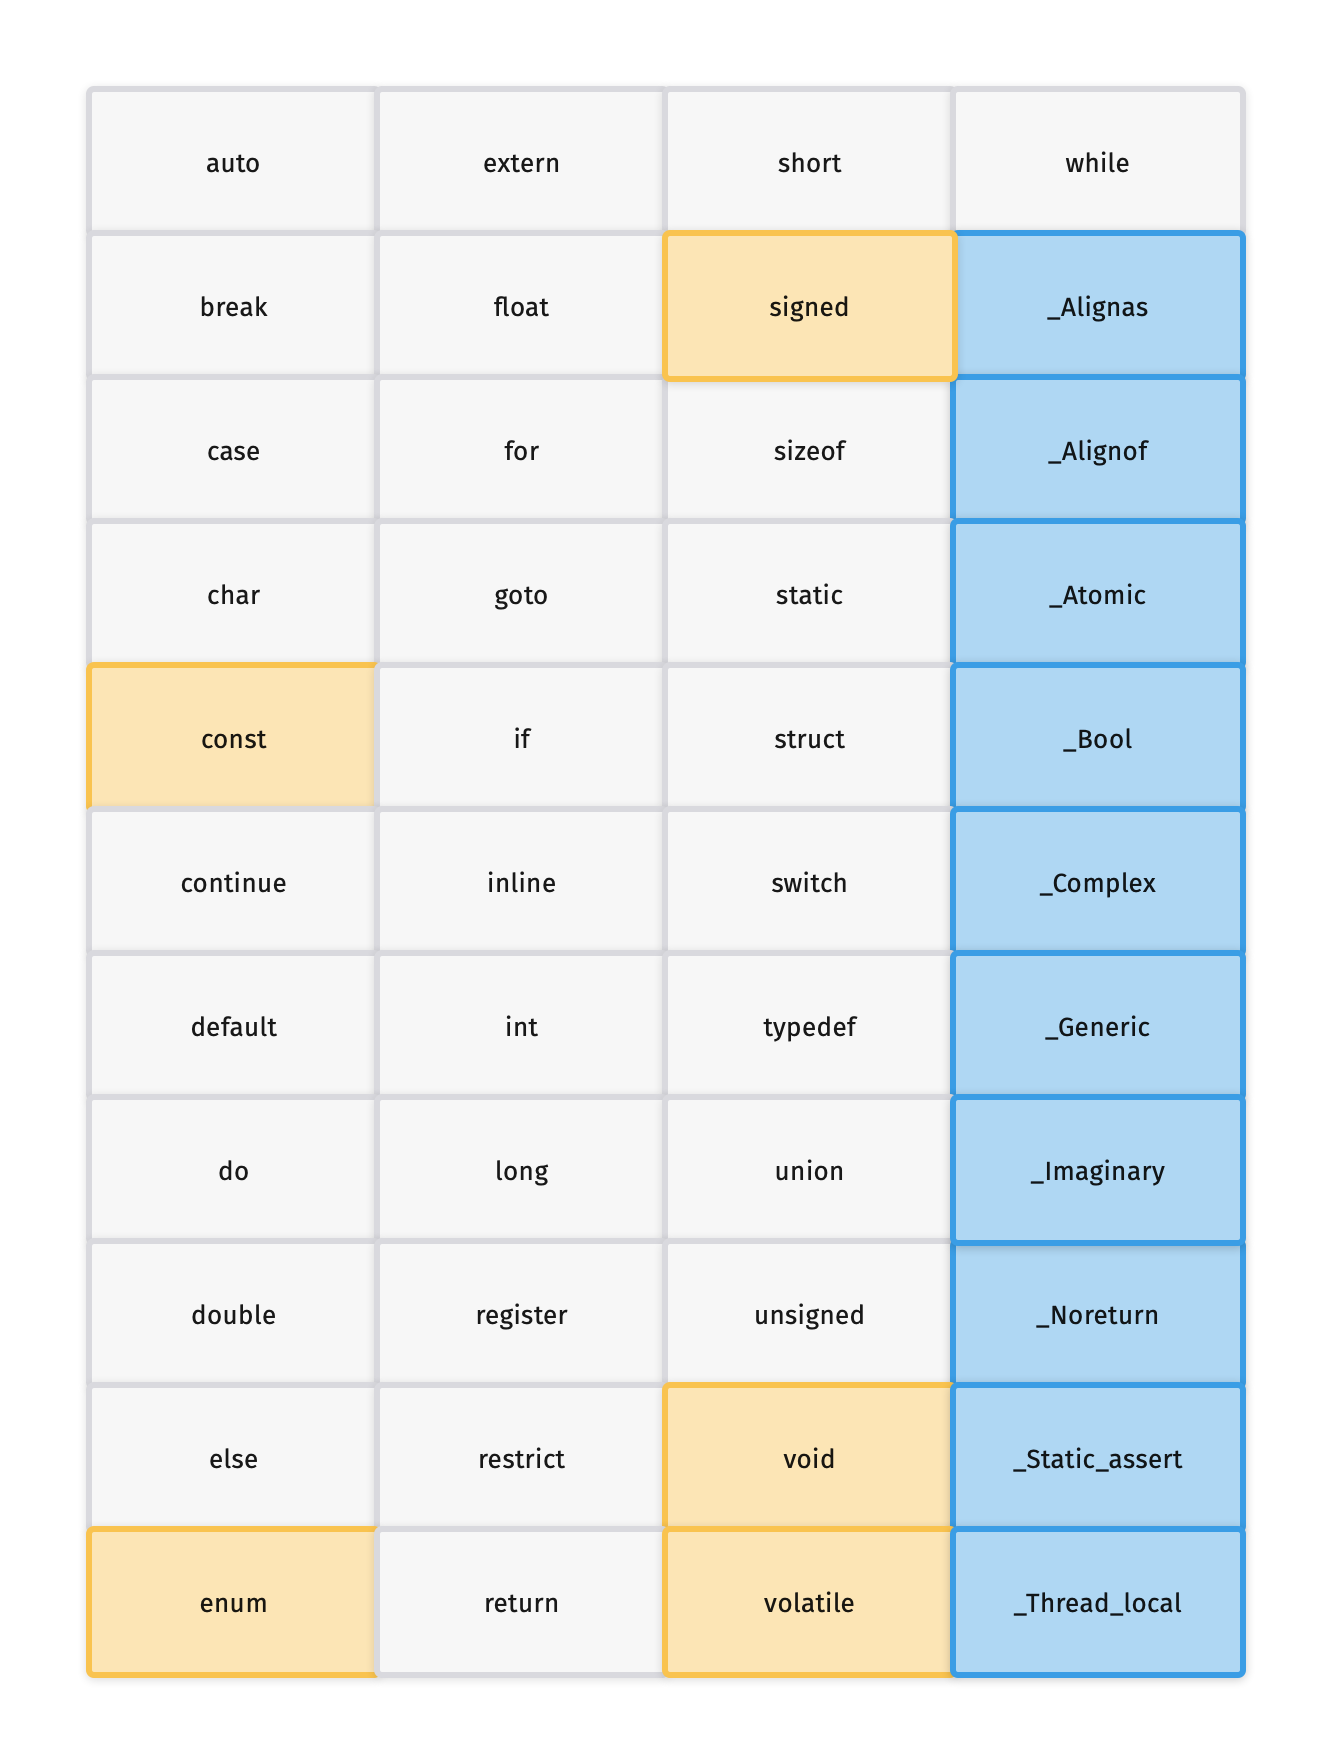 auto extern short while
break float signed _Alignas
case for sizeof _Alignof
char goto static _Atomic
const if struct _Bool
continue inline switch _Complex
default int typedef _Generic
do long union _Imaginary
double register unsigned _Noreturn
else restrict void _Static_assert
enum return volatile _Thread_local